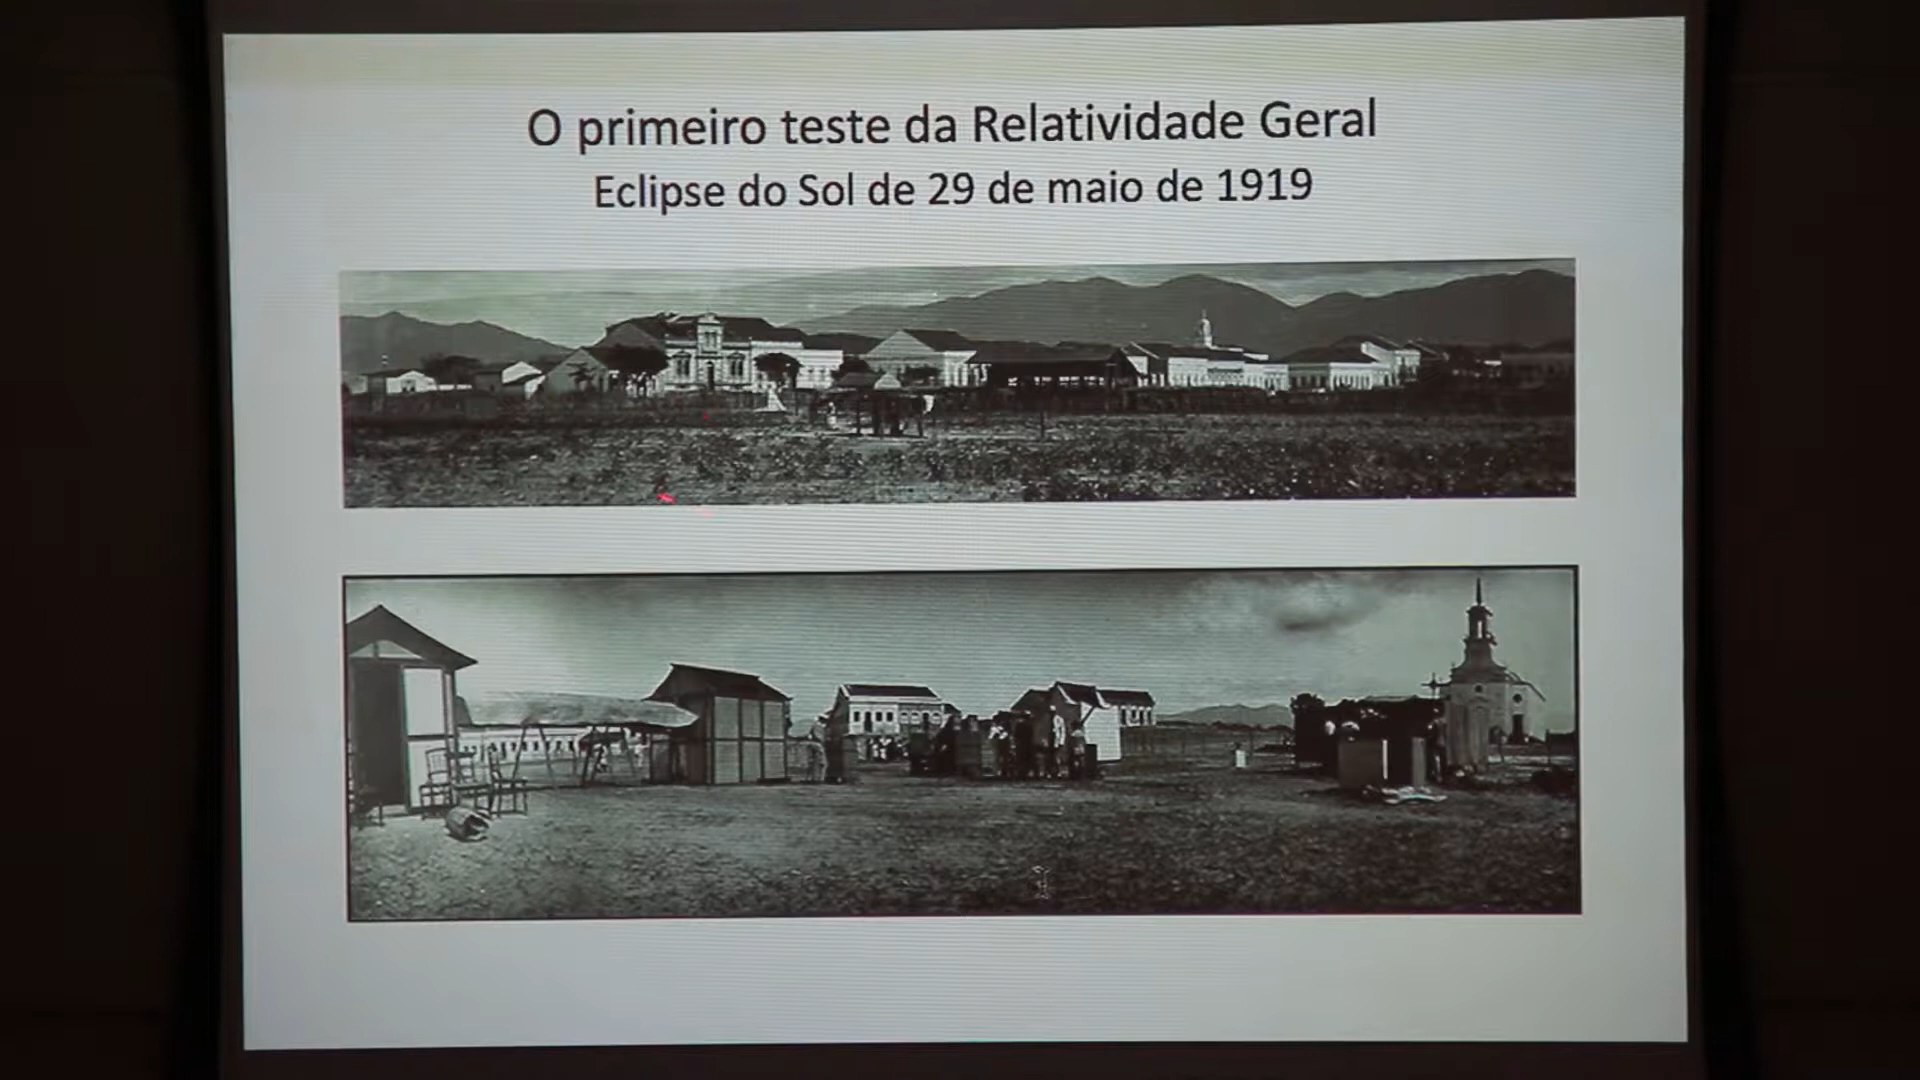 O primeiro teste da Relatividade Geral
Eclipse do Sol de 29 de maio de 1919